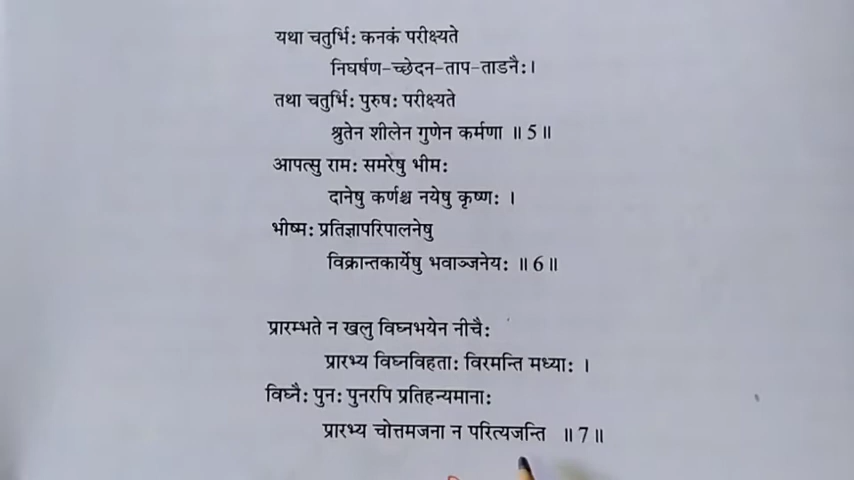 यथा चतुर्भिः कनकं परीक्ष्यते
निघर्षण-च्छेदन-ताप-ताडनैः।
तथा चतुर्भिः पुरुषः परीक्ष्यते
श्रुतेन शीलेन गुणेन कर्मणा ॥ 5॥
आपत्सु रामः समरेषु भीमः
दानेषु कर्णश्च नयेषु कृष्णः ।
भीष्मः प्रतिज्ञापरिपालनेषु
विक्रान्तकार्येषु भवाञ्जनेयः ॥ 6॥
प्रारम्भते न खलु विघ्नभयेन नीचैः
प्रारभ्य विघ्नविहताः विरमन्ति मध्याः ।
विघ्नैः पुनः पुनरपि प्रतिहन्यमानाः
प्रारभ्य चोत्तमजना न परित्यजन्ति ॥ 7॥